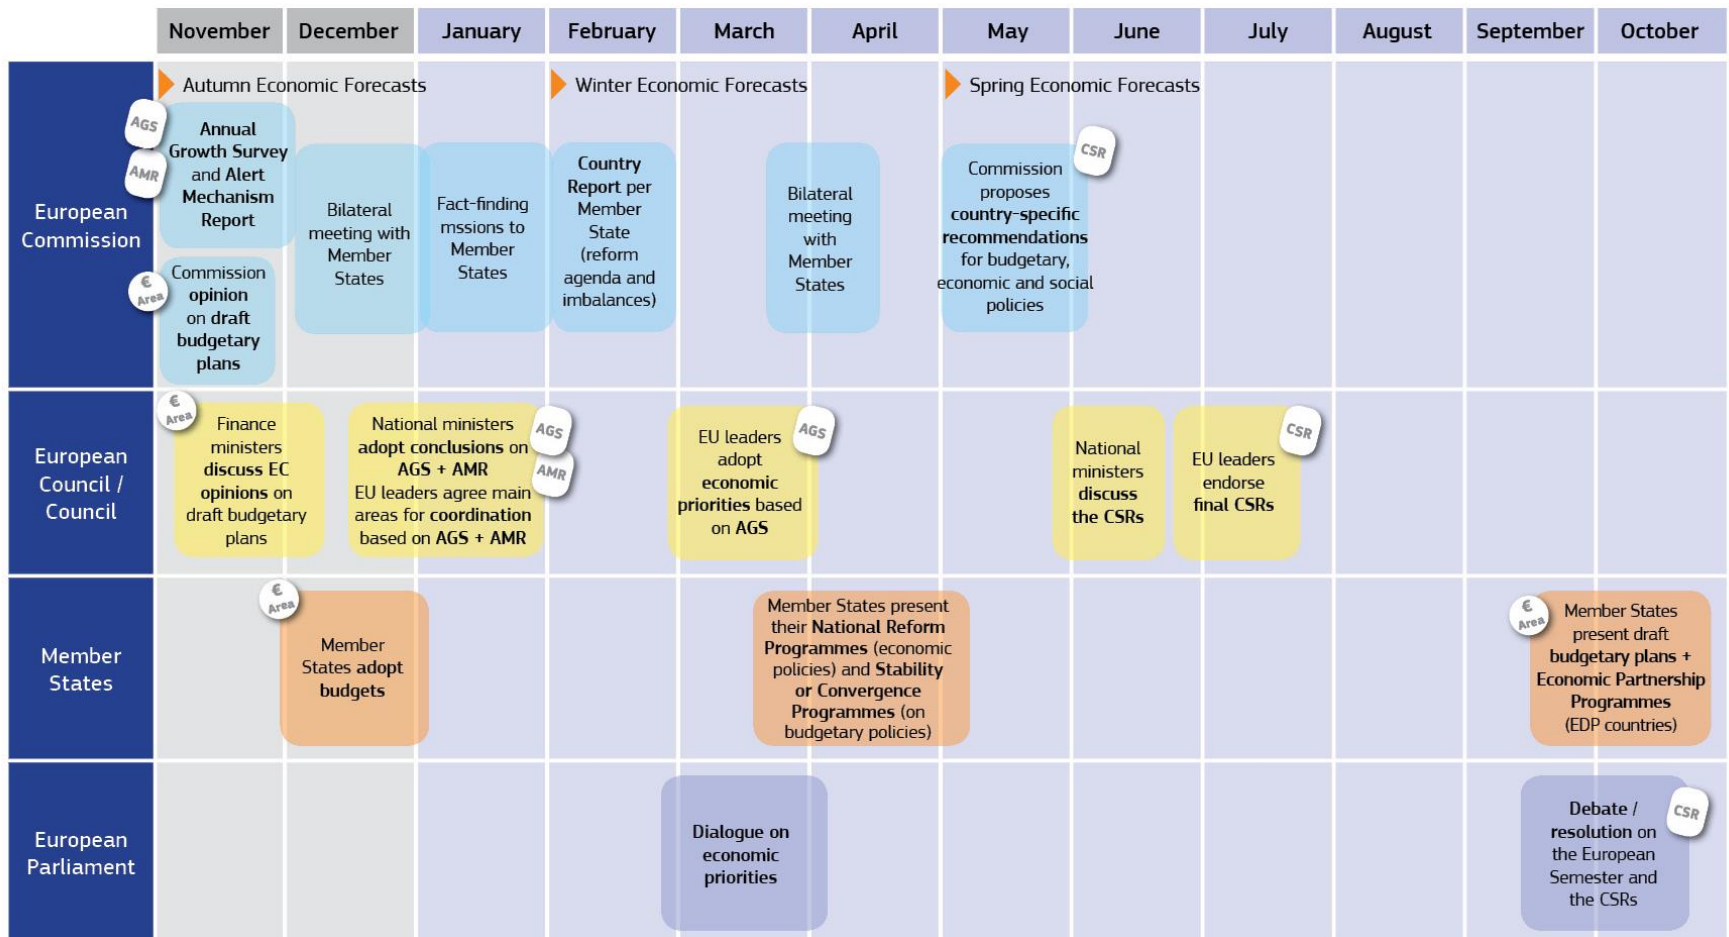 November
December
January
February
March
April
May
June
July
August
September
October
European
Commission
Autumn Economic Forecasts
Winter Economic Forecasts
Spring Economic Forecasts
AGS
AMR
Annual
Growth Survey
and Alert
Mechanism
Report
€
Area
Commission
opinion
on draft
budgetary
plans
Bilateral
meeting with
Member
States
Fact-finding
mssions to
Member
States
Country
Report per
Member
State
(reform
agenda and
imbalances)
Bilateral
meeting
with
Member
States
CSR
Commission
proposes
country-specific
recommendations
for budgetary,
economic and social
policies
European
Council /
Council
€
Area
Finance
ministers
discuss EC
opinions on
draft budgetary
plans
National ministers
adopt conclusions on
AGS + AMR
EU leaders agree main
areas for coordination
based on AGS + AMR
AGS
AMR
EU leaders
adopt
economic
priorities based
on AGS
AGS
National
ministers
discuss
the CSRs
EU leaders
endorse
final CSRs
CSR
Member
States
€
Area
Member
States adopt
budgets
Member States present
their National Reform
Programmes (economic
policies) and Stability
or Convergence
Programmes (on
budgetary policies)
€
Area
Member States
present draft
budgetary plans +
Economic Partnership
Programmes
(EDP countries)
European
Parliament
Dialogue on
economic
priorities
Debate /
resolution on
the European
Semester and
the CSRs
CSR